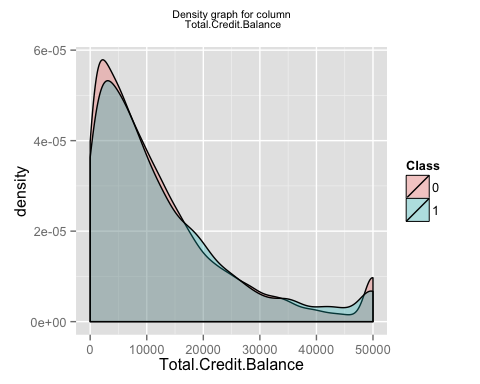 Density graph for column
Total.Credit.Balance
6e-05
4e-05
2e-05
0e+00
density
0
10000
20000
30000
40000
50000
Total.Credit.Balance
Class
0
1